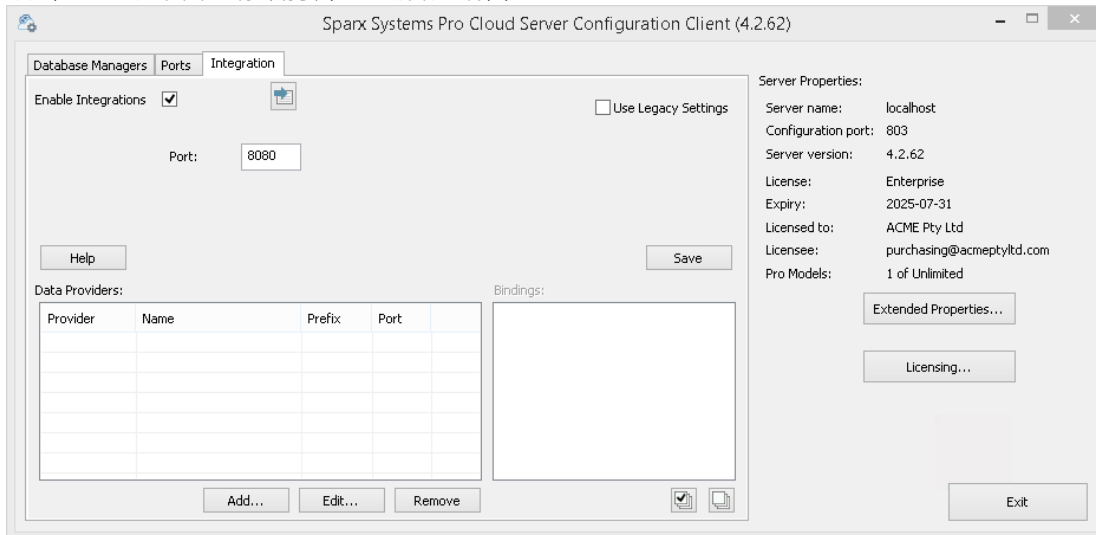 Sparx Systems Pro Cloud Server Configuration Client (4.2.62)
Database Managers Ports Integration
Enable Integrations
Use Legacy Settings
Port: 8080
Help
Save
Data Providers:
Bindings:
Provider Name Prefix Port
Add... Edit... Remove
Server Properties:
Server name: localhost
Configuration port: 803
Server version: 4.2.62
License: Enterprise
Expiry: 2025-07-31
Licensed to: ACME Pty Ltd
Licensee: purchasing@acmeptyltd.com
Pro Models: 1 of Unlimited
Extended Properties...
Licensing...
Exit